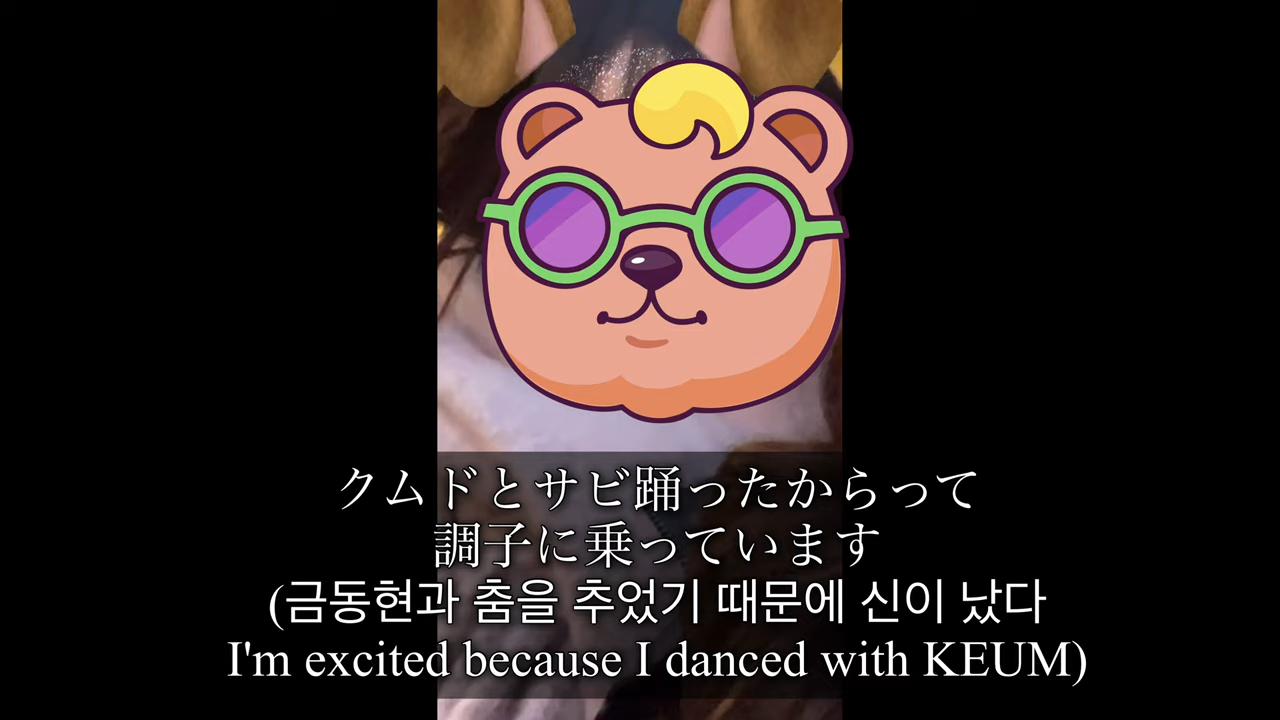 クムドとサビ踊ったからって
調子に乗っています
(금동현과 춤을 추었기 때문에 신이 났다
I'm excited because I danced with KEUM)